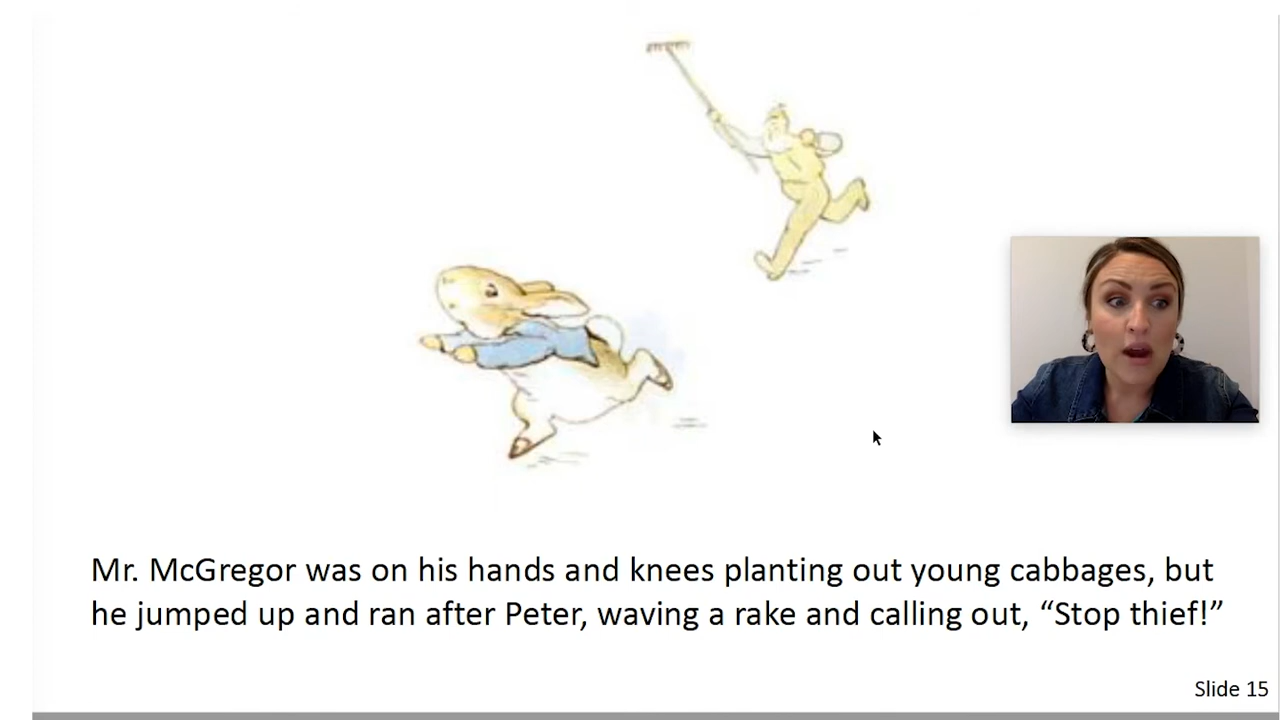 Mr. McGregor was on his hands and knees planting out young cabbages, but
he jumped up and ran after Peter, waving a rake and calling out, “Stop thief!”
Slide 15